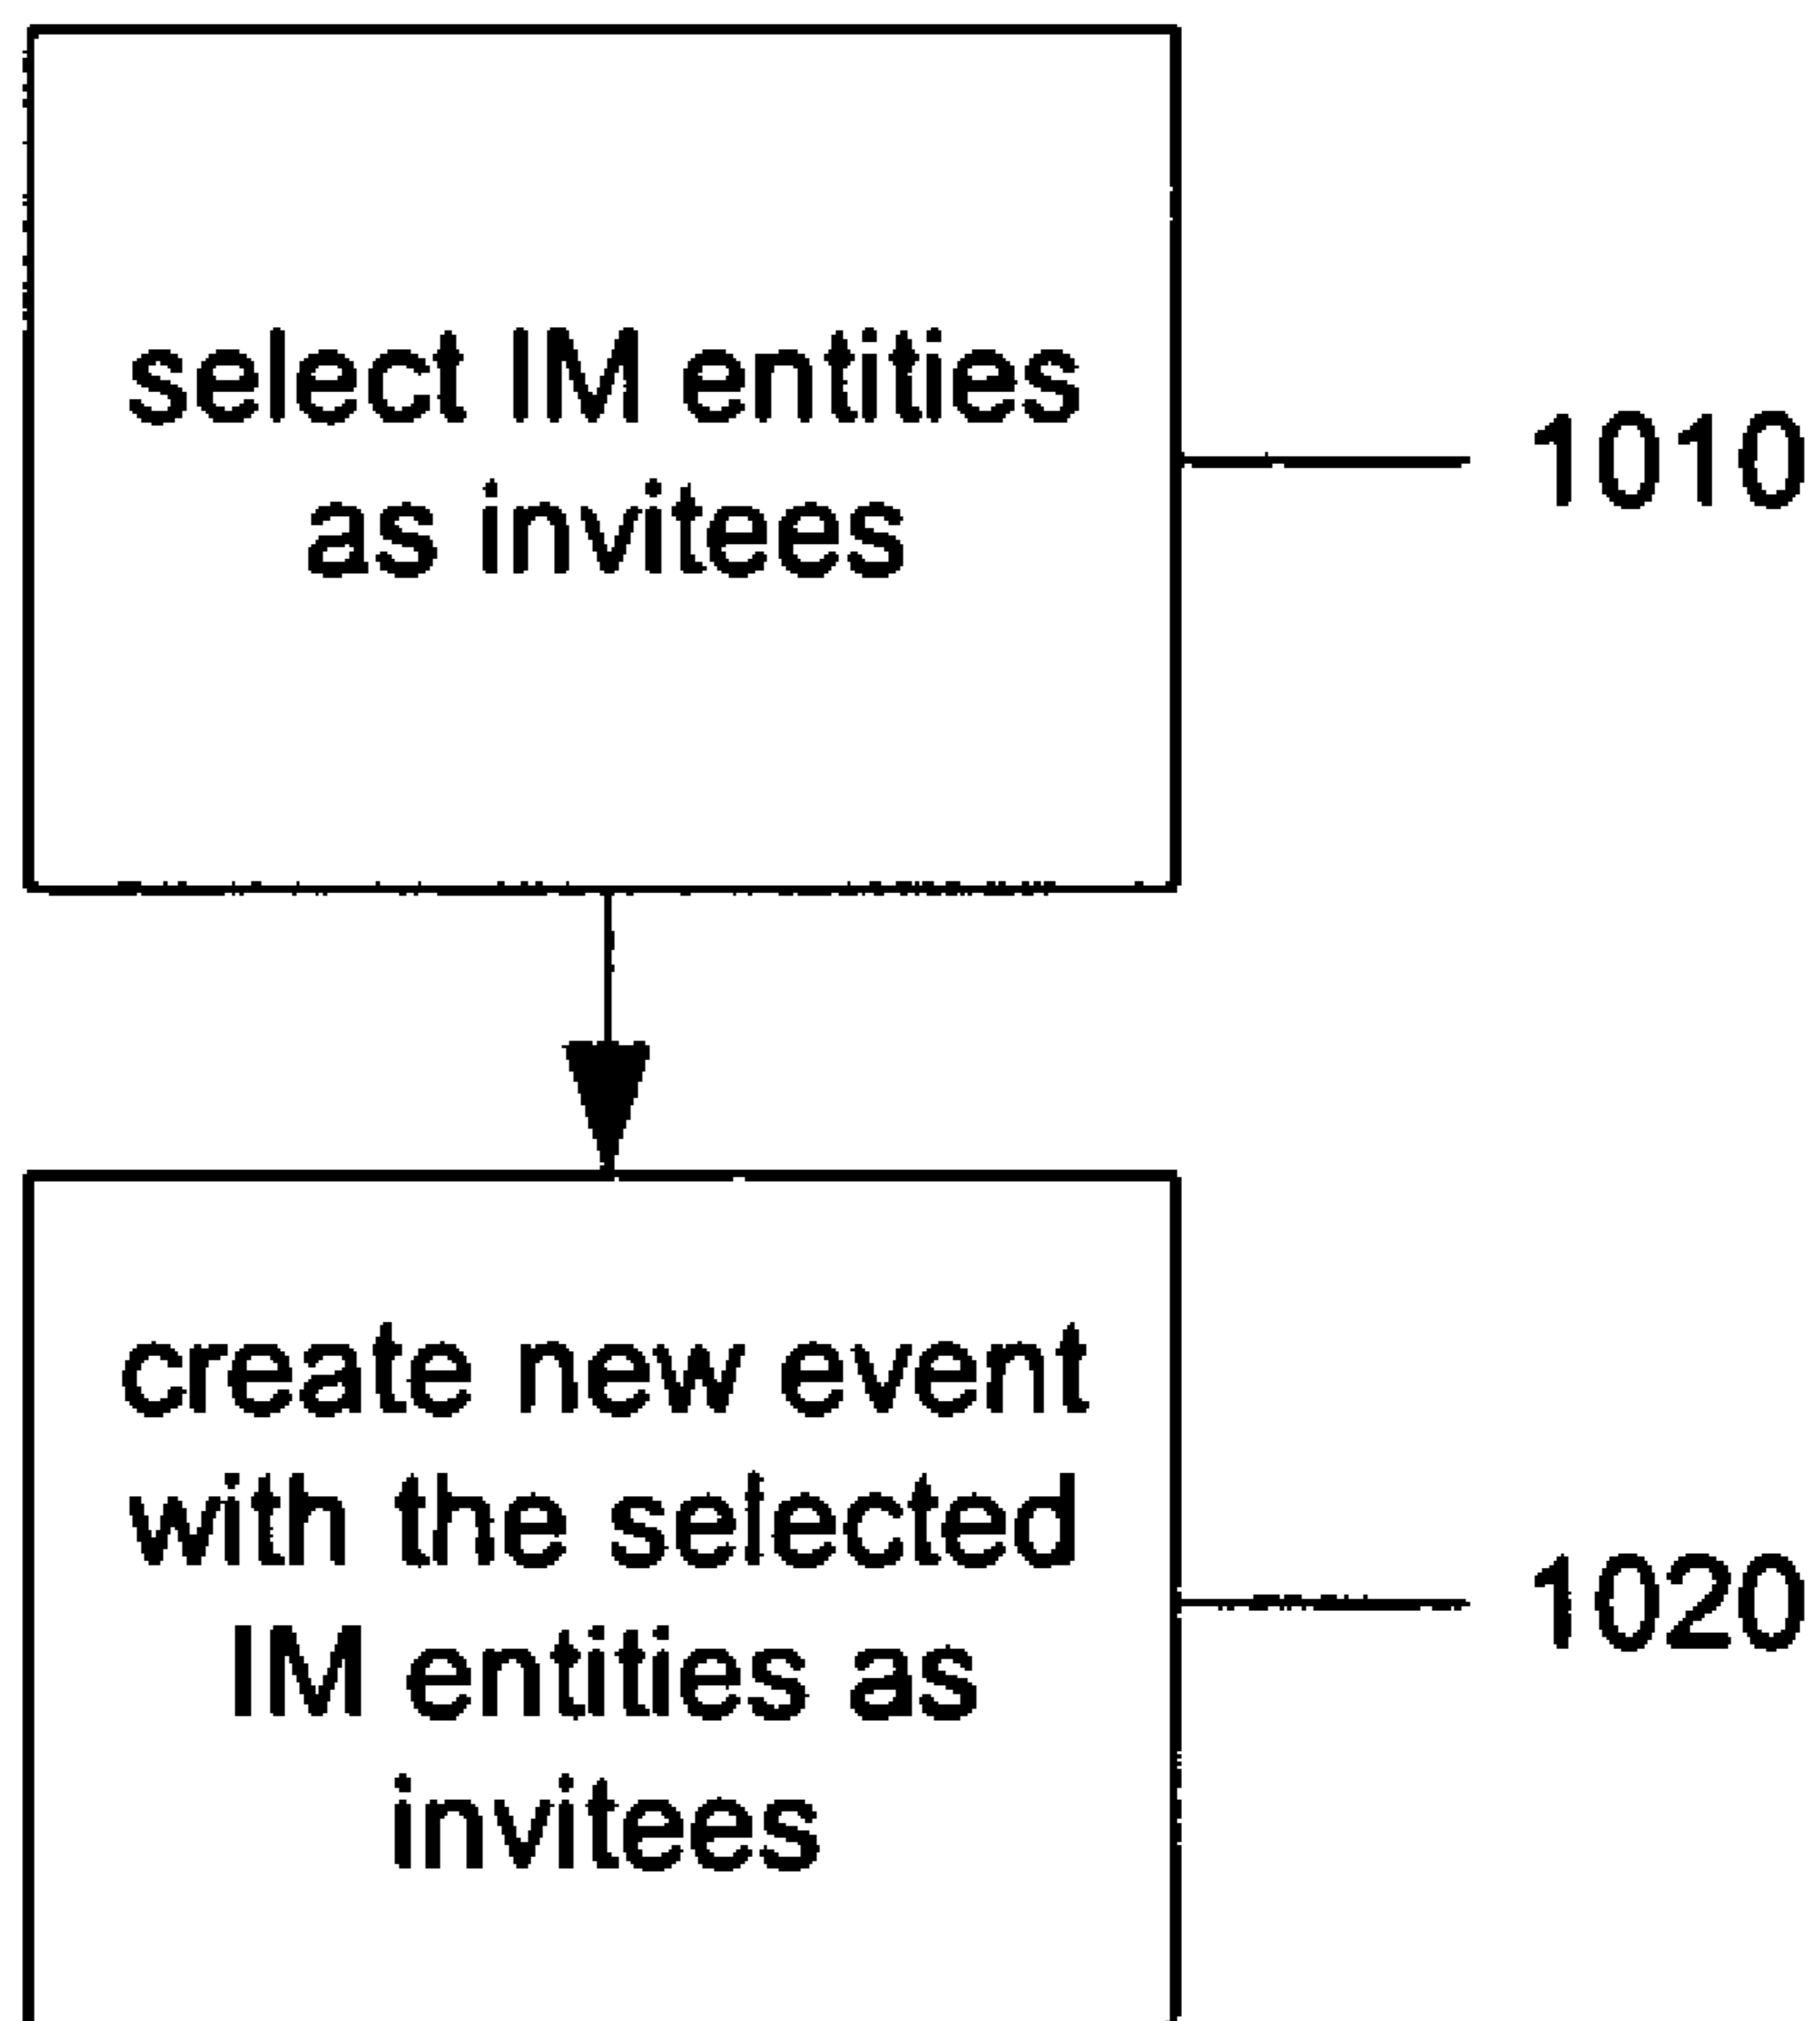 select IM entities
as invitees
1010
create new event
with the selected
IM entities as
invitees
1020